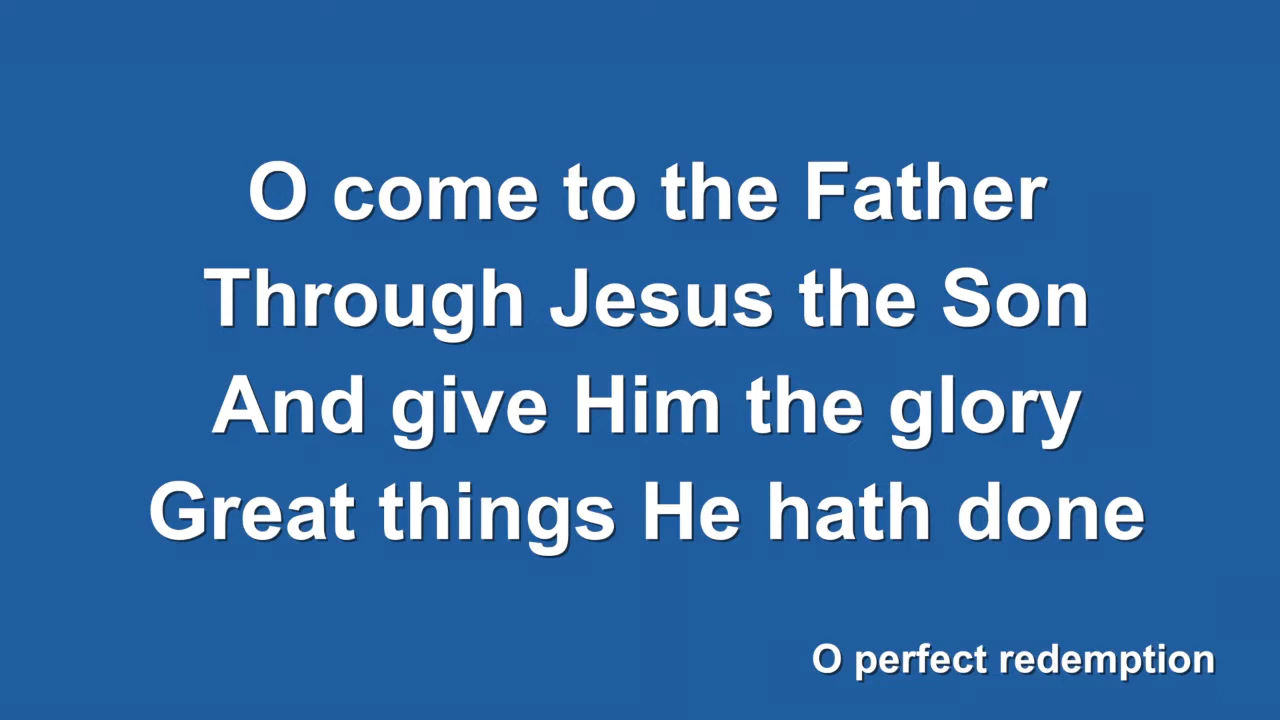 O come to the Father
Through Jesus the Son
And give Him the glory
Great things He hath done
O perfect redemption